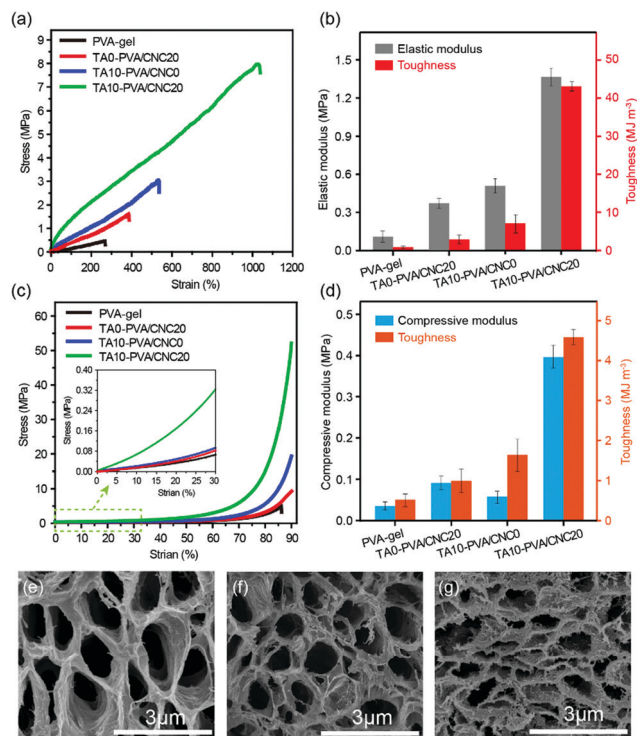 (a)
PVA-gel
TA0-PVA/CNC20
TA10-PVA/CNC0
TA10-PVA/CNC20
Stress (MPa)
9
8
7
6
5
4
3
2
1
0
0 200 400 600 800 1000 1200
Strain (%)
(b)
Elastic modulus
Toughness
Elastic modulus (MPa)
1.5
1.2
0.9
0.6
0.3
0.0
Toughness (MJ m-3)
50
40
30
20
10
0
PVA-gel
TA0-PVA/CNC20
TA10-PVA/CNC0
TA10-PVA/CNC20
(c)
PVA-gel
TA0-PVA/CNC20
TA10-PVA/CNC0
TA10-PVA/CNC20
Stress (MPa)
60
55
50
45
40
35
30
25
20
15
10
5
0
0.40
0.32
0.24
0.16
0.08
0.00
Stress (MPa)
0 5 10 15 20 25 30
Strian (%)
0 10 20 30 40 50 60 70 80 90
Strian (%)
(d)
Compressive modulus
Toughness
Compressive modulus (MPa)
0.5
0.4
0.3
0.2
0.1
0.0
Toughness (MJ m-3)
5
4
3
2
1
0
PVA-gel
TA0-PVA/CNC20
TA10-PVA/CNC0
TA10-PVA/CNC20
(e)
3μm
(f)
3μm
(g)
3μm